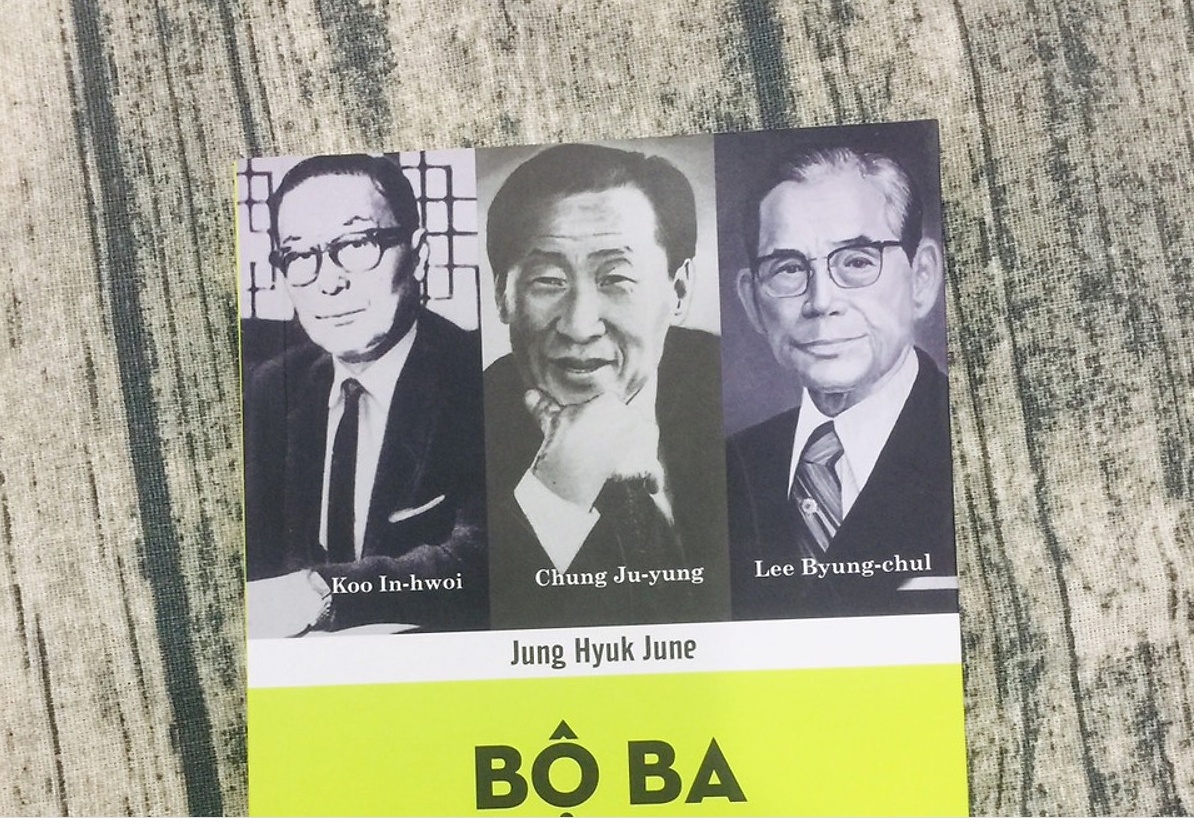 Koo In-hwoi
Chung Ju-yung
Lee Byung-chul
Jung Hyuk June
BỘ BA